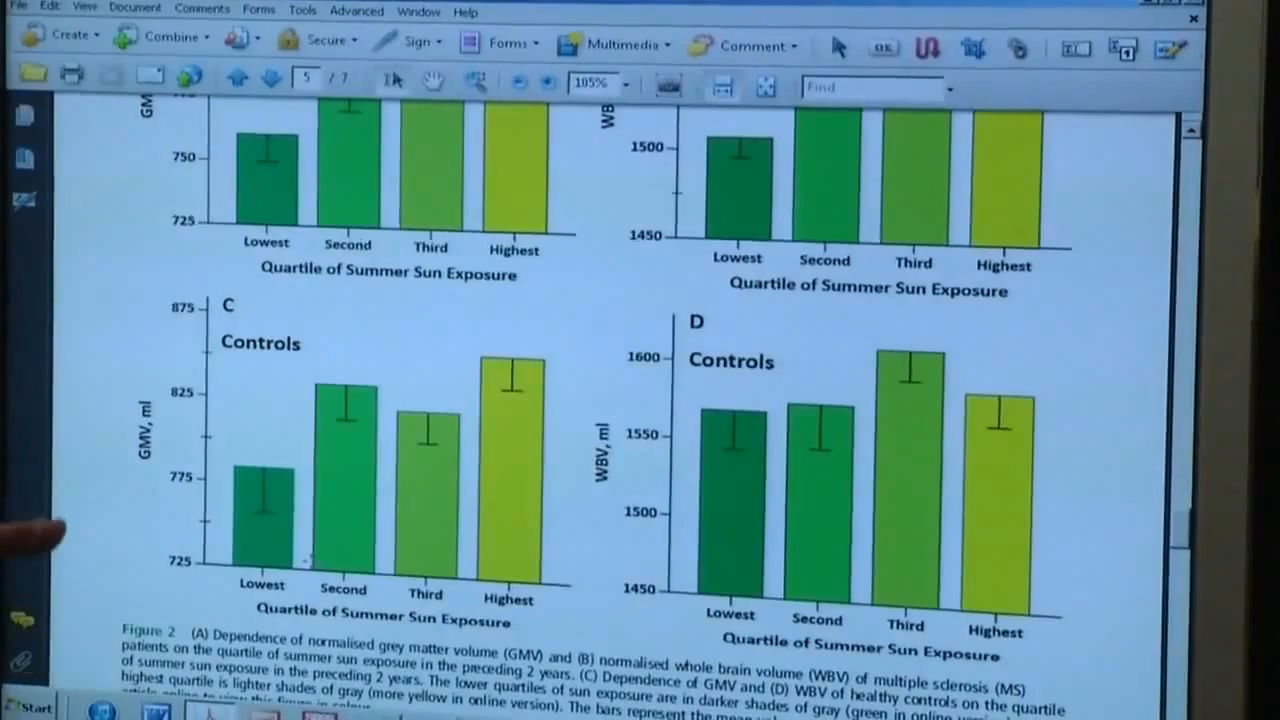 File Edit View Document Comments Forms Tools Advanced Window Help
Create Combine Secure Sign Forms Multimedia Comment
5 / 7 105% Find
750
725
Lowest Second Third Highest
Quartile of Summer Sun Exposure
1500
1450
Lowest Second Third Highest
Quartile of Summer Sun Exposure
C
Controls
GMV, ml
875
825
775
725
Lowest Second Third Highest
Quartile of Summer Sun Exposure
D
Controls
WBV, ml
1600
1550
1500
1450
Lowest Second Third Highest
Quartile of Summer Sun Exposure
Figure 2 (A) Dependence of normalised grey matter volume (GMV) and (B) normalised whole brain volume (WBV) of multiple sclerosis (MS)
patients on the quartile of summer sun exposure in the preceding 2 years. (C) Dependence of GMV and (D) WBV of healthy controls on the quartile
of summer sun exposure in the preceding 2 years. The lower quartiles of sun exposure are in darker shades of gray (green in online
highest quartile is lighter shades of gray (more yellow in online version). The bars represent the mean
Start